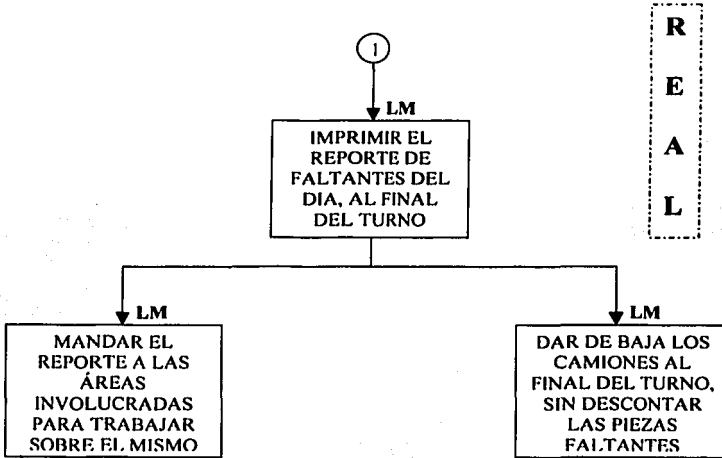 1
R
E
A
L
LM
IMPRIMIR EL
REPORTE DE
FALTANTES DEL
DIA, AL FINAL
DEL TURNO
LM
MANDAR EL
REPORTE A LAS
ÁREAS
INVOLUCRADAS
PARA TRABAJAR
SOBRE EL MISMO
LM
DAR DE BAJA LOS
CAMIONES AL
FINAL DEL TURNO,
SIN DESCONTAR
LAS PIEZAS
FALTANTES